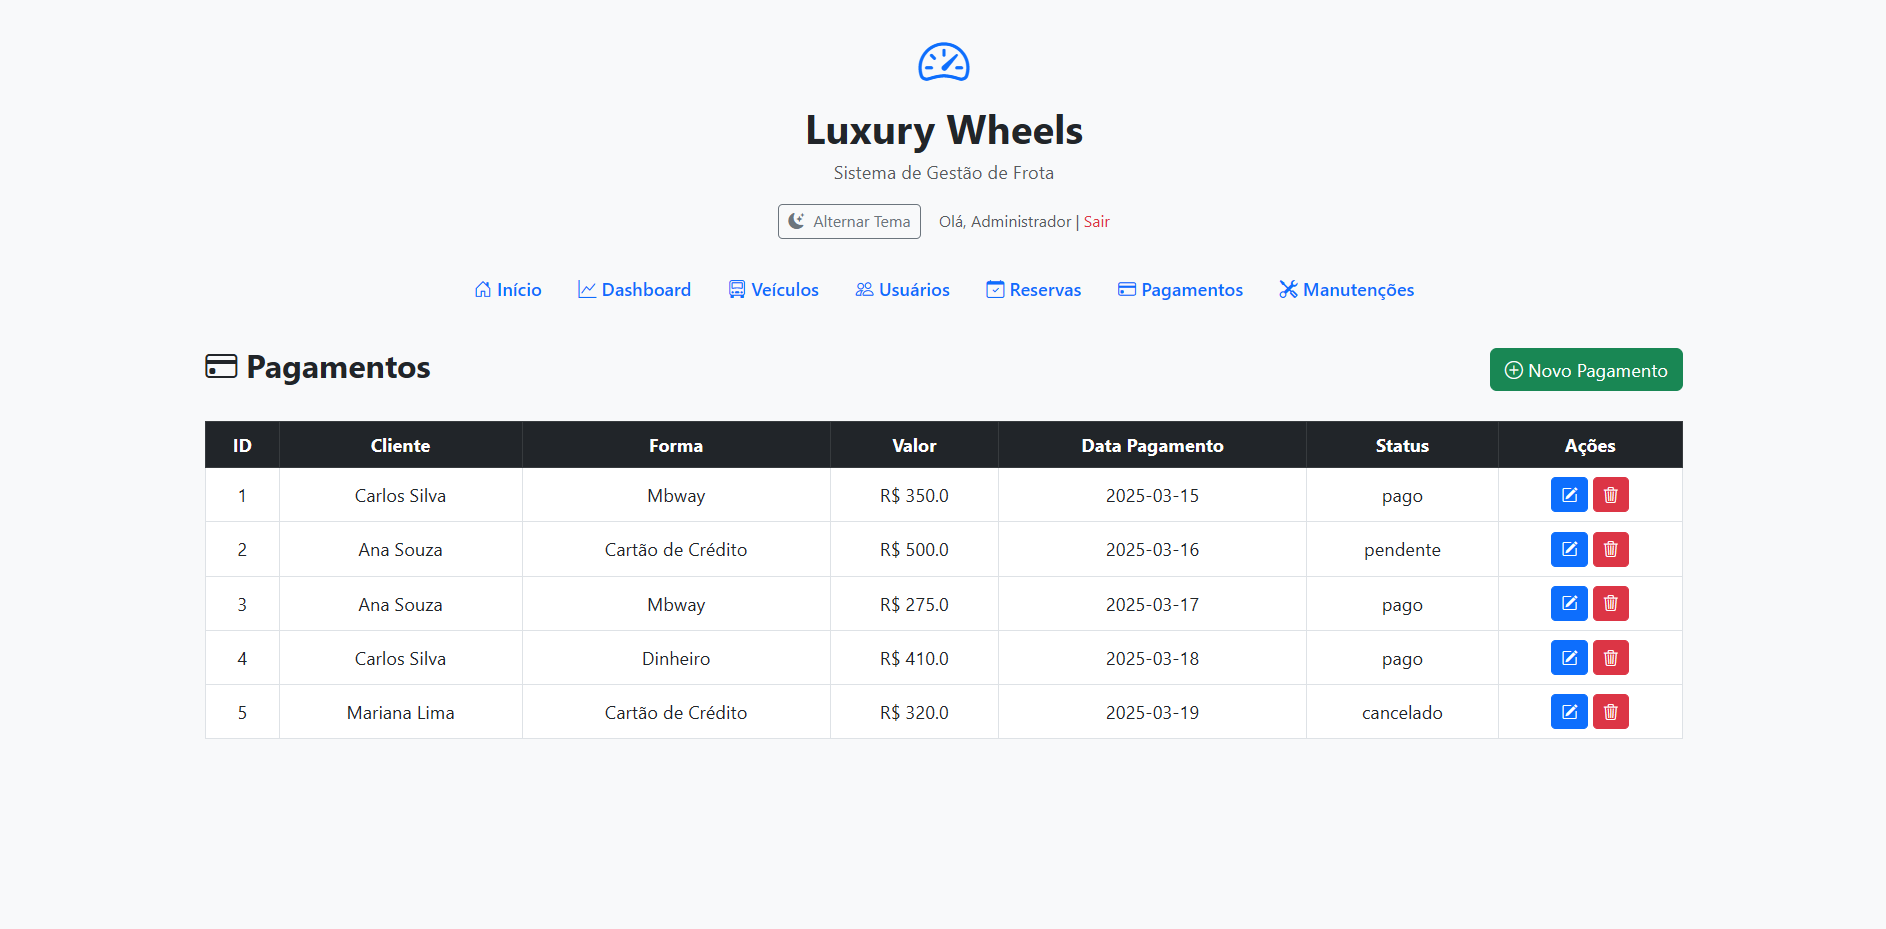 Luxury Wheels
Sistema de Gestão de Frota
Alternar Tema Olá, Administrador | Sair
Início Dashboard Veículos Usuários Reservas Pagamentos Manutenções
Pagamentos Novo Pagamento
ID Cliente Forma Valor Data Pagamento Status Ações
1 Carlos Silva Mbway R$ 350.0 2025-03-15 pago
2 Ana Souza Cartão de Crédito R$ 500.0 2025-03-16 pendente
3 Ana Souza Mbway R$ 275.0 2025-03-17 pago
4 Carlos Silva Dinheiro R$ 410.0 2025-03-18 pago
5 Mariana Lima Cartão de Crédito R$ 320.0 2025-03-19 cancelado